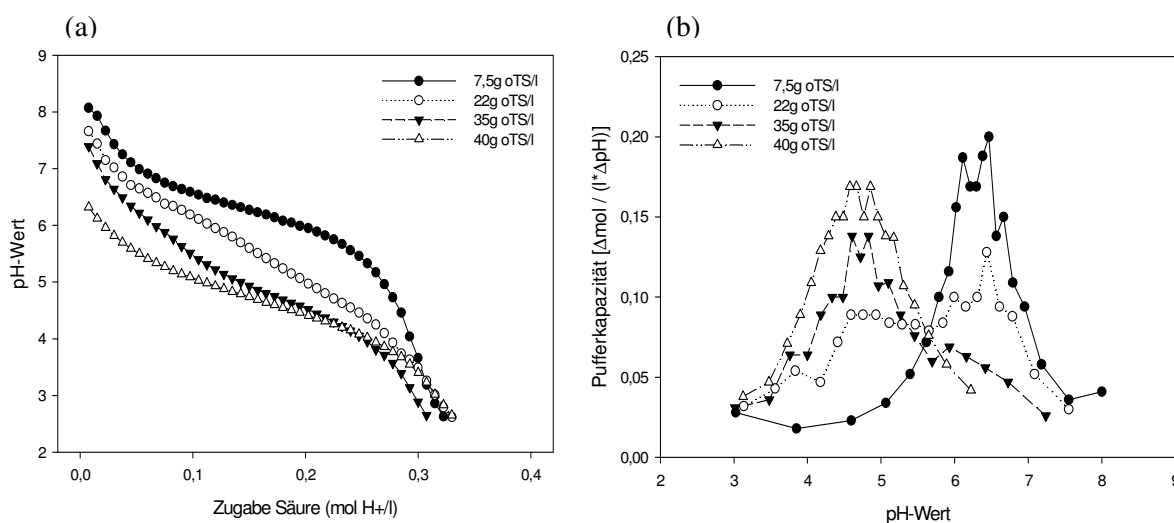 (a)
9
8
7
6
5
4
3
2
pH-Wert
0,0 0,1 0,2 0,3 0,4
Zugabe Säure (mol H+/l)
7,5g oTS/l
22g oTS/l
35g oTS/l
40g oTS/l
(b)
0,25
0,20
0,15
0,10
0,05
0,00
Pufferkapazität [Δmol / (l*ΔpH)]
2 3 4 5 6 7 8 9
pH-Wert
7,5g oTS/l
22g oTS/l
35g oTS/l
40g oTS/l